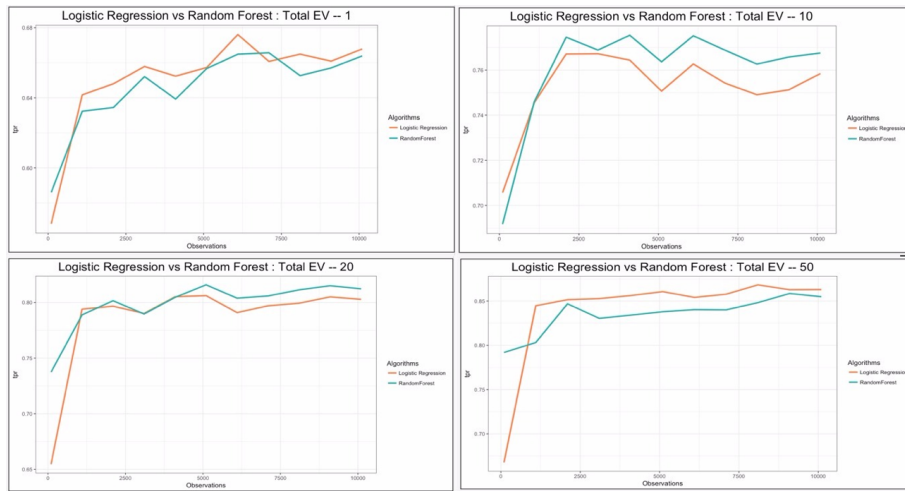 Logistic Regression vs Random Forest : Total EV -- 1
0.68
0.64
0.60
tpr
0
2500
5000
7500
10000
Observations
Algorithms
Logistic Regression
RandomForest
Logistic Regression vs Random Forest : Total EV -- 10
0.76
0.74
0.72
0.70
tpr
0
2500
5000
7500
10000
Observations
Algorithms
Logistic Regression
RandomForest
Logistic Regression vs Random Forest : Total EV -- 20
0.80
0.75
0.70
0.65
tpr
0
2500
5000
7500
10000
Observations
Algorithms
Logistic Regression
RandomForest
Logistic Regression vs Random Forest : Total EV -- 50
0.85
0.80
0.75
0.70
tpr
0
2500
5000
7500
10000
Observations
Algorithms
Logistic Regression
RandomForest